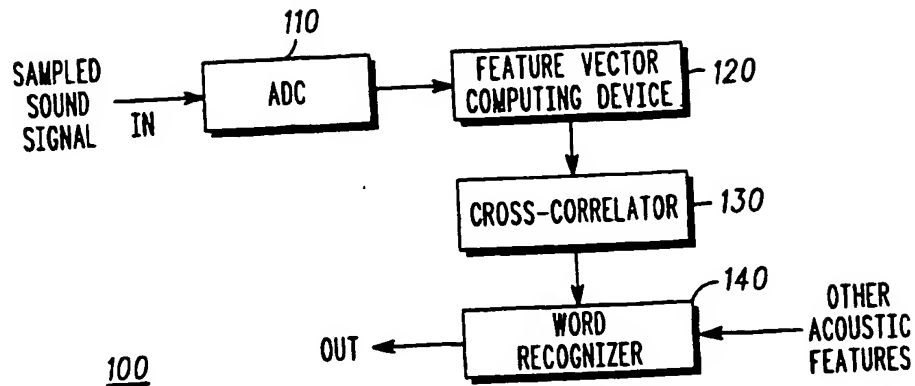 110
SAMPLED
SOUND
SIGNAL
IN
ADC
FEATURE VECTOR
COMPUTING DEVICE
120
CROSS-CORRELATOR
130
140
WORD
RECOGNIZER
OTHER
ACOUSTIC
FEATURES
OUT
100